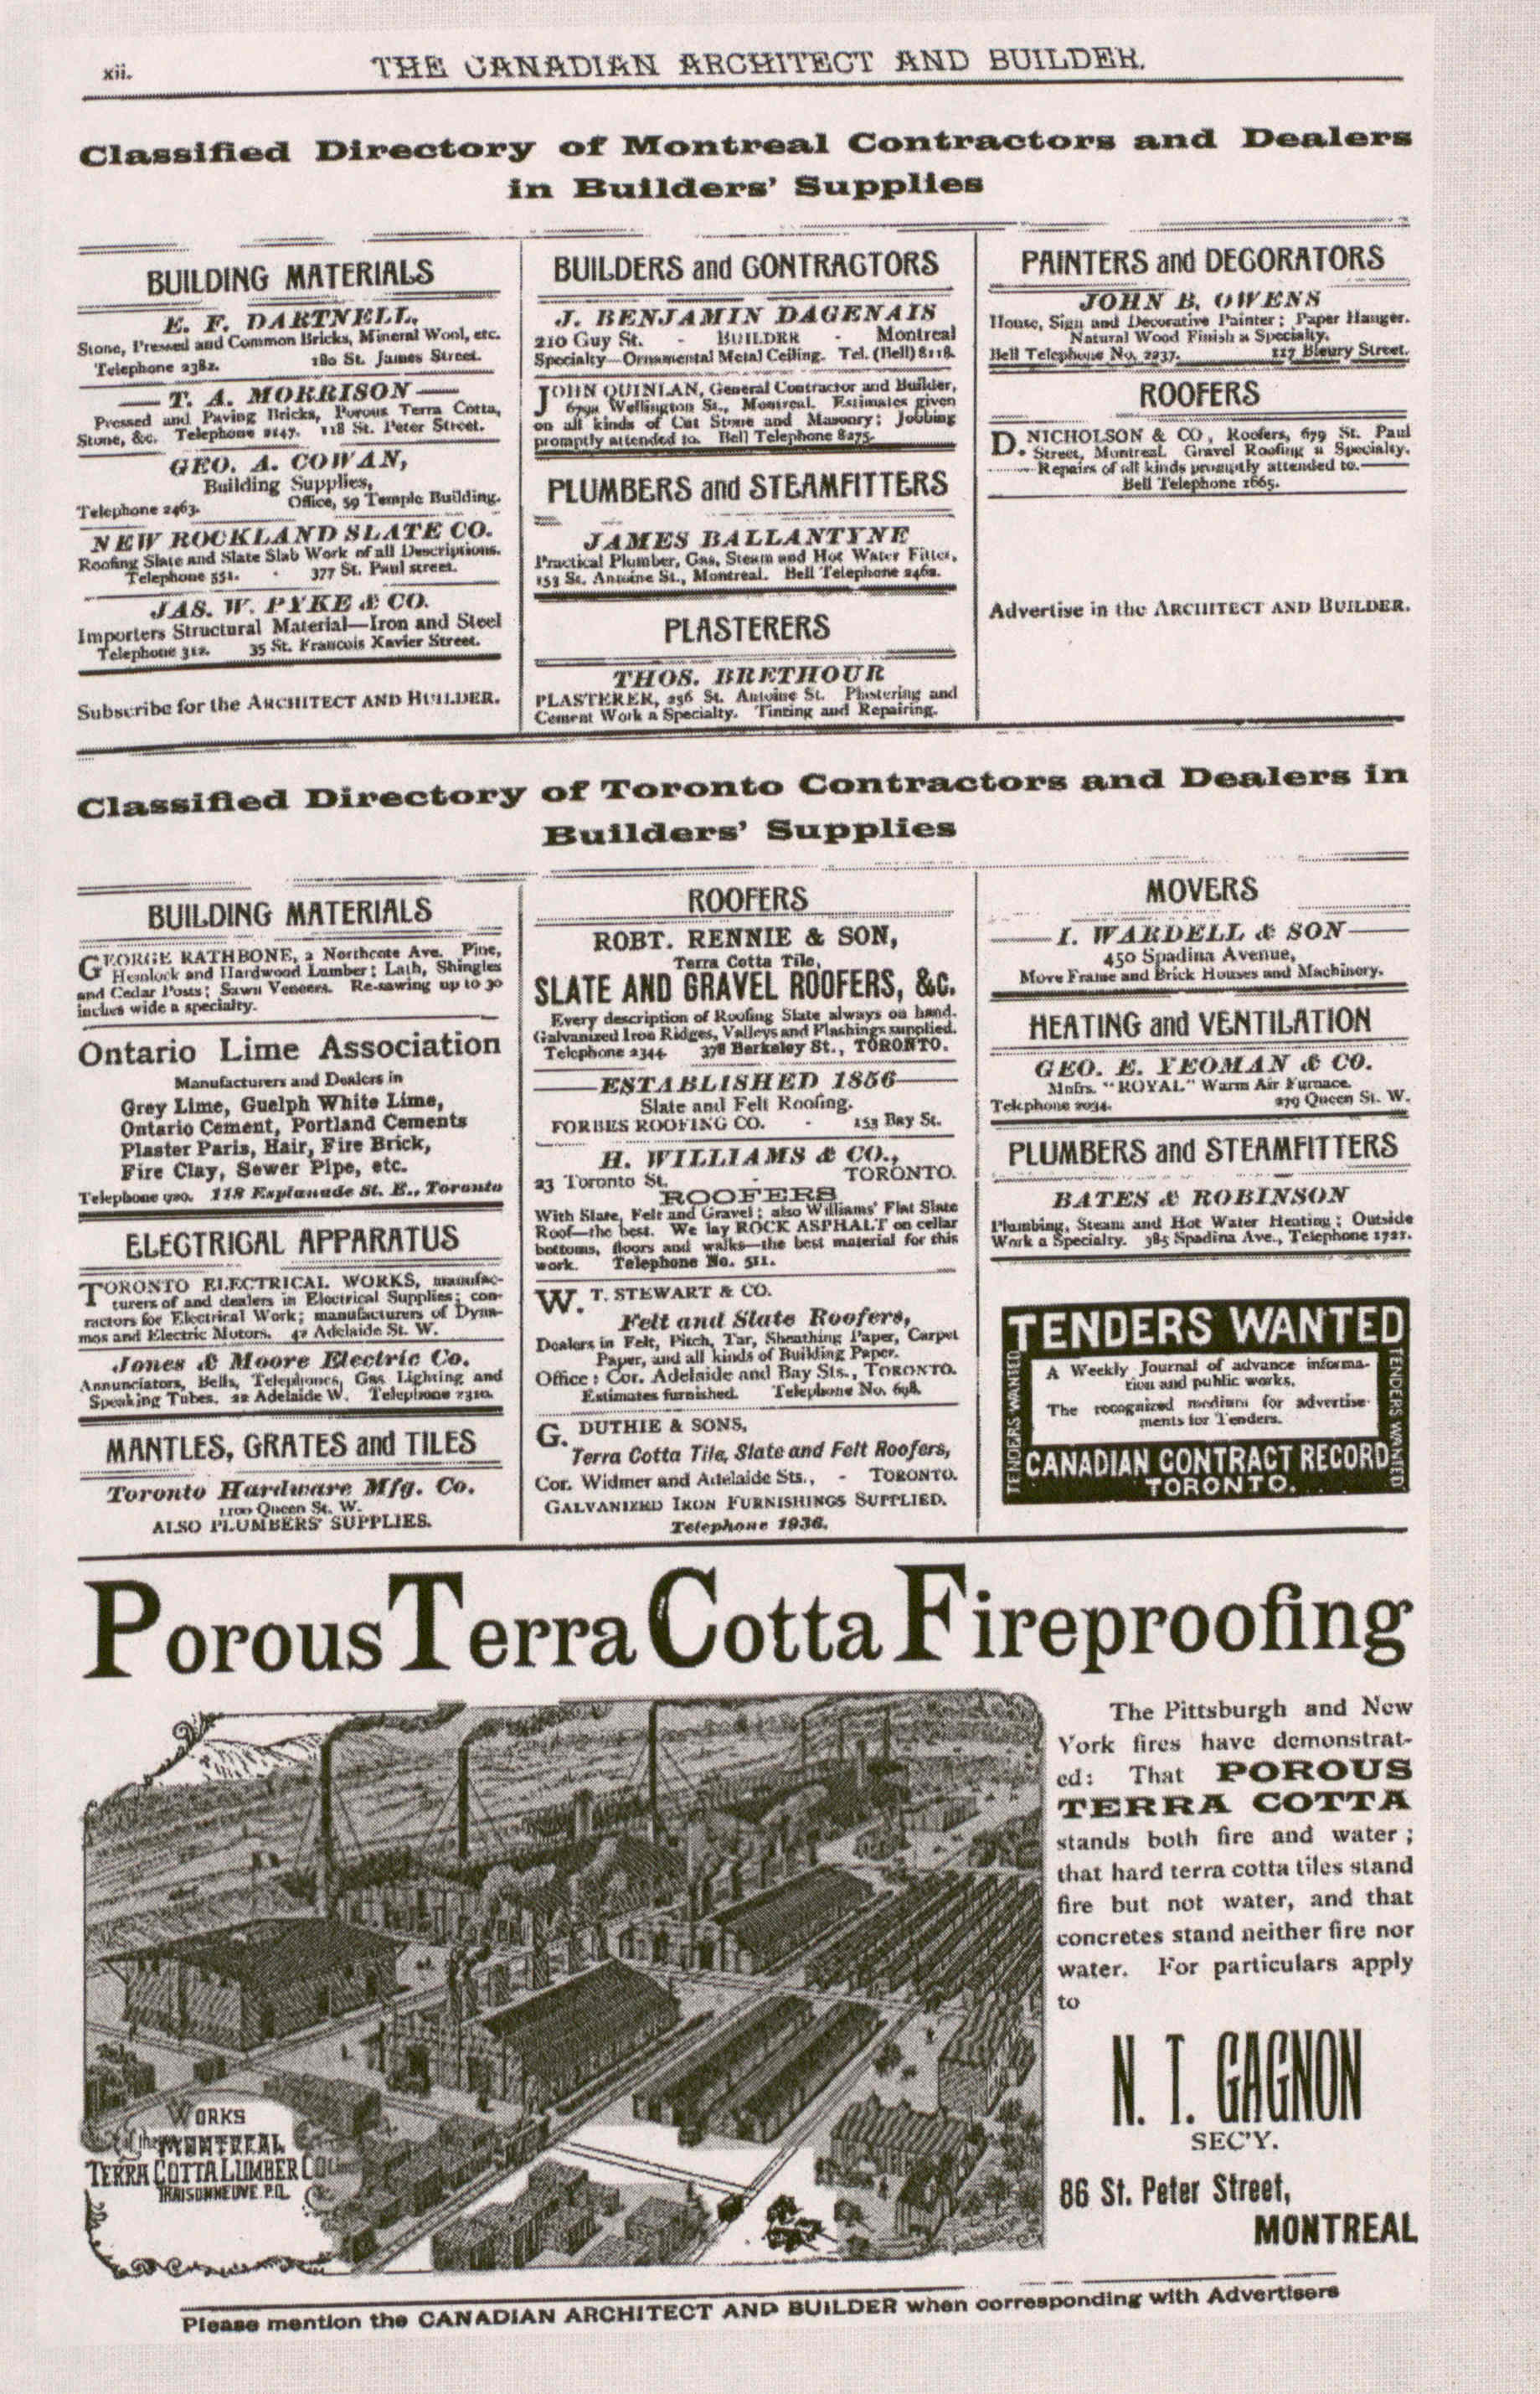 xii.
THE CANADIAN ARCHITECT AND BUILDER.
Classified Directory of Montreal Contractors and Dealers
in Builders' Supplies
BUILDING MATERIALS
E. F. DARTNELL,
Stone, Pressed and Common Bricks, Mineral Wool, etc.
Telephone 2382. 180 St. James Street.
T. A. MORRISON
Pressed and Paving Bricks, Porous Terra Cotta,
Stone, &c. Telephone 2147. 118 St. Peter Street.
GEO. A. COWAN,
Building Supplies,
Office, 59 Temple Building.
Telephone 2463.
NEW ROCKLAND SLATE CO.
Roofing Slate and Slate Slab Work of all Descriptions.
Telephone 551. - 377 St. Paul street.
JAS. W. PYKE & CO.
Importers Structural Material—Iron and Steel
Telephone 312. 35 St. Francois Xavier Street.
Subscribe for the ARCHITECT AND BUILDER.
BUILDERS and CONTRACTORS
J. BENJAMIN DAGENAIS
210 Guy St. - BUILDER - Montreal
Specialty—Ornamental Metal Ceiling. Tel. (Bell) 8118.
JOHN QUINLAN, General Contractor and Builder,
Wellington St., Montreal. Estimates given
on all kinds of Cut Stone and Masonry; Jobbing
promptly attended to. Bell Telephone 8275.
PLUMBERS and STEAMFITTERS
JAMES BALLANTYNE
Practical Plumber, Gas, Steam and Hot Water Fitter,
153 St. Antoine St., Montreal. Bell Telephone 2462.
PLASTERERS
THOS. BRETHOUR
PLASTERER, 256 St. Antoine St. Plastering and
Cement Work a Specialty. Tinting and Repairing.
PAINTERS and DECORATORS
JOHN B. OWENS
House, Sign and Decorative Painter; Paper Hanger.
Natural Wood Finish a Specialty.
Bell Telephone No. 2937. 117 Bleury Street.
ROOFERS
D. NICHOLSON & CO, Roofers, 679 St. Paul
Street, Montreal. Gravel Roofing a Specialty.
Repairs of all kinds promptly attended to.
Bell Telephone 1665.
Advertise in the ARCHITECT AND BUILDER.
Classified Directory of Toronto Contractors and Dealers in
Builders' Supplies
BUILDING MATERIALS
GEORGE RATHBONE, 2 Northcote Ave. Pine,
Hemlock and Hardwood Lumber; Lath, Shingles
and Cedar Posts; Sawn Veneers. Re-sawing up to 30
inches wide a specialty.
Ontario Lime Association
Manufacturers and Dealers in
Grey Lime, Guelph White Lime,
Ontario Cement, Portland Cements
Plaster Paris, Hair, Fire Brick,
Fire Clay, Sewer Pipe, etc.
Telephone 920. 118 Esplanade St. E., Toronto
ELECTRICAL APPARATUS
TORONTO ELECTRICAL WORKS, manufac-
turers of and dealers in Electrical Supplies; con-
ractors for Electrical Work; manufacturers of Dyna-
mos and Electric Motors. 42 Adelaide St. W.
Jones & Moore Electric Co.
Annunciators, Bells, Telephones, Gas Lighting and
Speaking Tubes. 22 Adelaide W. Telephone 2310.
MANTLES, GRATES and TILES
Toronto Hardware Mfg. Co.
1100 Queen St. W.
ALSO PLUMBERS' SUPPLIES.
ROOFERS
ROBT. RENNIE & SON,
Terra Cotta Tile,
SLATE AND GRAVEL ROOFERS, &c.
Every description of Roofing Slate always on hand.
Galvanized Iron Ridges, Valleys and Flashings supplied.
Telephone 2344 378 Berkeley St., TORONTO.
ESTABLISHED 1856
Slate and Felt Roofing.
FORBES ROOFING CO. - 153 Bay St.
H. WILLIAMS & CO.,
23 Toronto St. - TORONTO.
ROOFERS
With Slate, Felt and Gravel; also Williams' Flat Slate
Roof—the best. We lay ROCK ASPHALT on cellar
bottoms, floors and walks—the best material for this
work. Telephone No. 511.
W. T. STEWART & CO.
Felt and Slate Roofers,
Dealers in Felt, Pitch, Tar, Sheathing Paper, Carpet
Paper, and all kinds of Building Paper.
Office: Cor. Adelaide and Bay Sts., TORONTO.
Estimates furnished. Telephone No. 698.
G. DUTHIE & SONS,
Terra Cotta Tile, Slate and Felt Roofers,
Cor. Widmer and Adelaide Sts., - TORONTO.
GALVANIZED IRON FURNISHINGS SUPPLIED.
Telephone 1936.
MOVERS
I. WARDELL & SON
450 Spadina Avenue,
Move Frame and Brick Houses and Machinery.
HEATING and VENTILATION
GEO. E. YEOMAN & CO.
Mnfrs. "ROYAL" Warm Air Furnace.
Telephone 2034. 279 Queen St. W.
PLUMBERS and STEAMFITTERS
BATES & ROBINSON
Plumbing, Steam and Hot Water Heating; Outside
Work a Specialty. 385 Spadina Ave., Telephone 1721.
TENDERS WANTED
TENDERS WANTED
A Weekly Journal of advance informa-
tion and public works.
The recognized medium for advertise-
ments for Tenders.
TENDERS WANTED
CANADIAN CONTRACT RECORD
TORONTO.
Porous Terra Cotta Fireproofing
WORKS
of the MONTREAL
TERRA COTTA LUMBER CO
MAISONNEUVE P.Q.
The Pittsburgh and New
York fires have demonstrat-
ed: That POROUS
TERRA COTTA
stands both fire and water;
that hard terra cotta tiles stand
fire but not water, and that
concretes stand neither fire nor
water. For particulars apply
to
N. T. GAGNON
SEC'Y.
86 St. Peter Street,
MONTREAL
Please mention the CANADIAN ARCHITECT AND BUILDER when corresponding with Advertisers